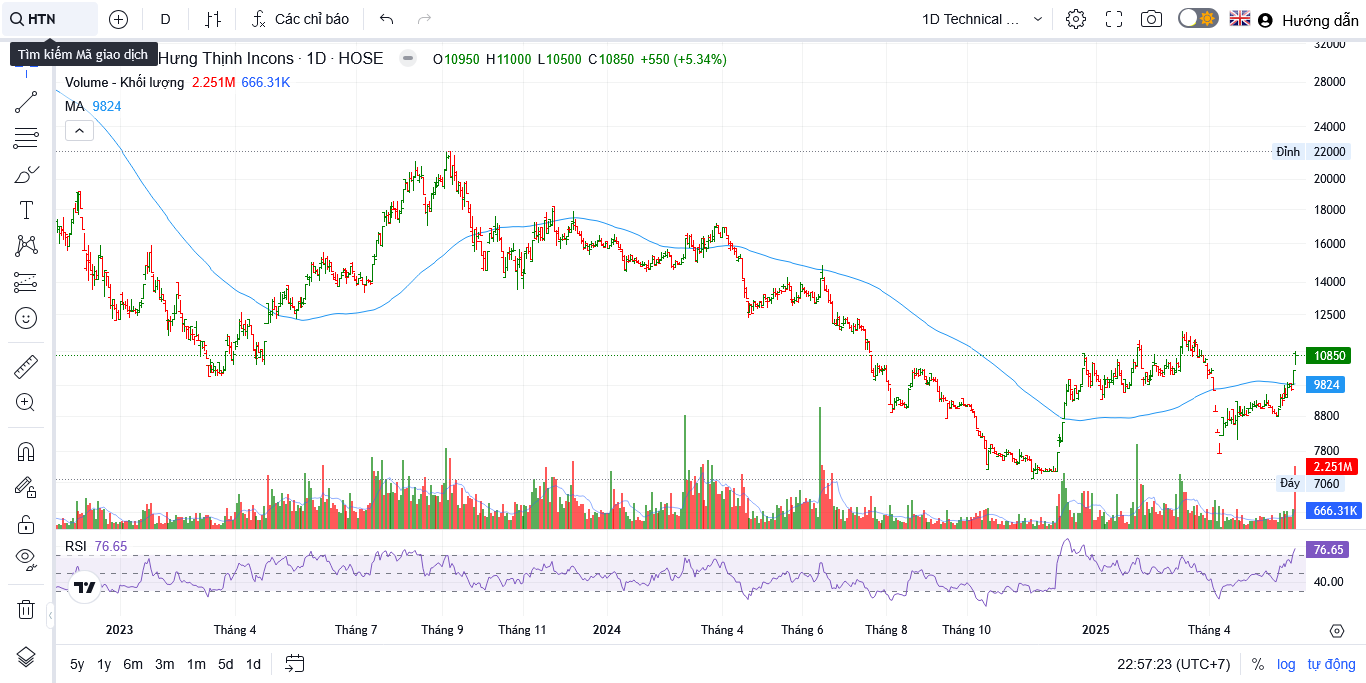 HTN D Các chỉ báo 1D Technical ... Hướng dẫn
Tìm kiếm Mã giao dịch
Hưng Thịnh Incons · 1D · HOSE O10950 H11000 L10500 C10850 +550 (+5.34%)
Volume - Khối lượng 2.251M 666.31K
MA 9824
32000
28000
24000
Đỉnh 22000
20000
18000
16000
14000
12500
10850
9824
8800
7800
2.251M
Đáy 7060
666.31K
RSI 76.65
76.65
40.00
2023 Tháng 4 Tháng 7 Tháng 9 Tháng 11 2024 Tháng 4 Tháng 6 Tháng 8 Tháng 10 2025 Tháng 4
5y 1y 6m 3m 1m 5d 1d 22:57:23 (UTC+7) % log tự động